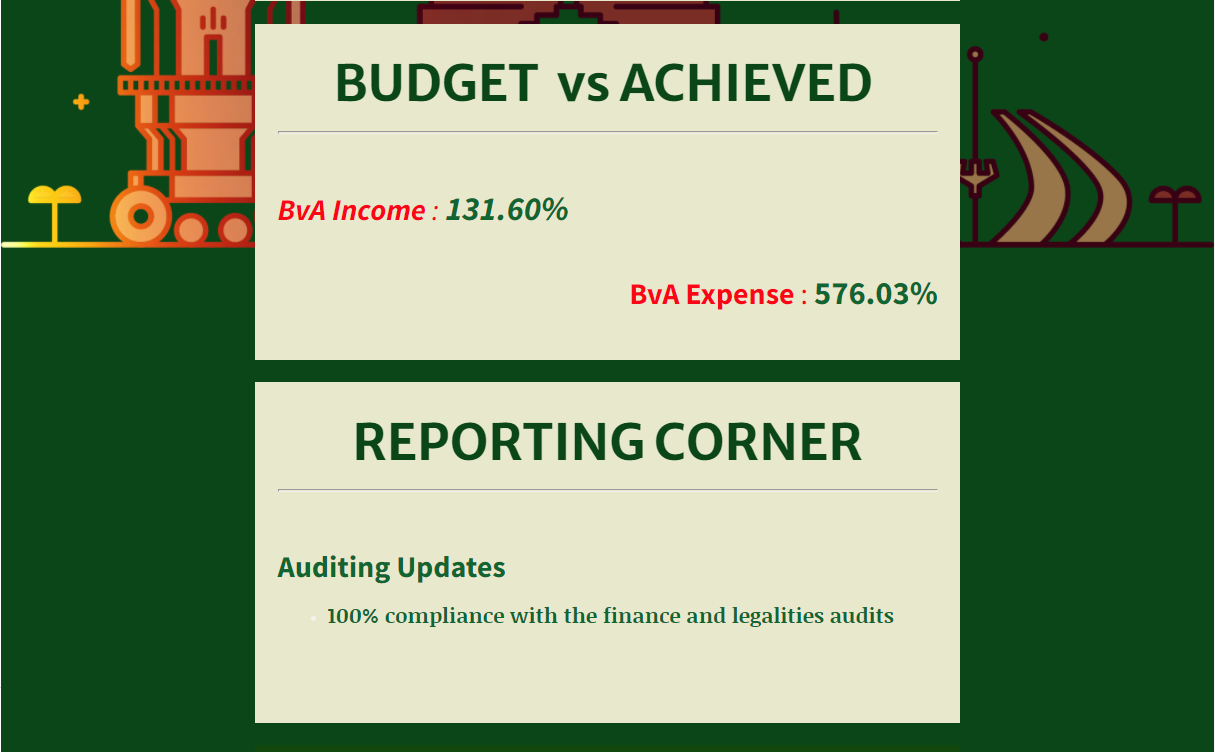 BUDGET vs ACHIEVED
BvA Income : 131.60%
BvA Expense : 576.03%
REPORTING CORNER
Auditing Updates
100% compliance with the finance and legalities audits